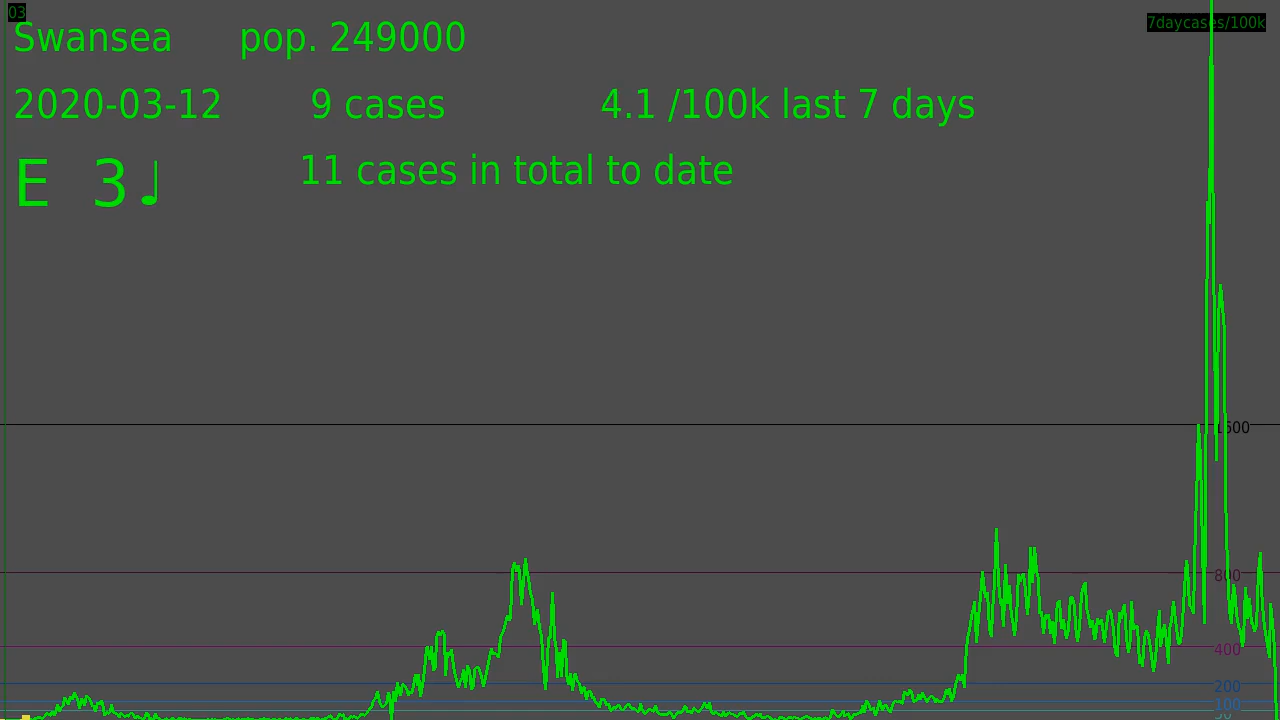 03
7daycases/100k
Swansea pop. 249000
2020-03-12 9 cases 4.1 /100k last 7 days
E 3♩ 11 cases in total to date
800
400
200
100